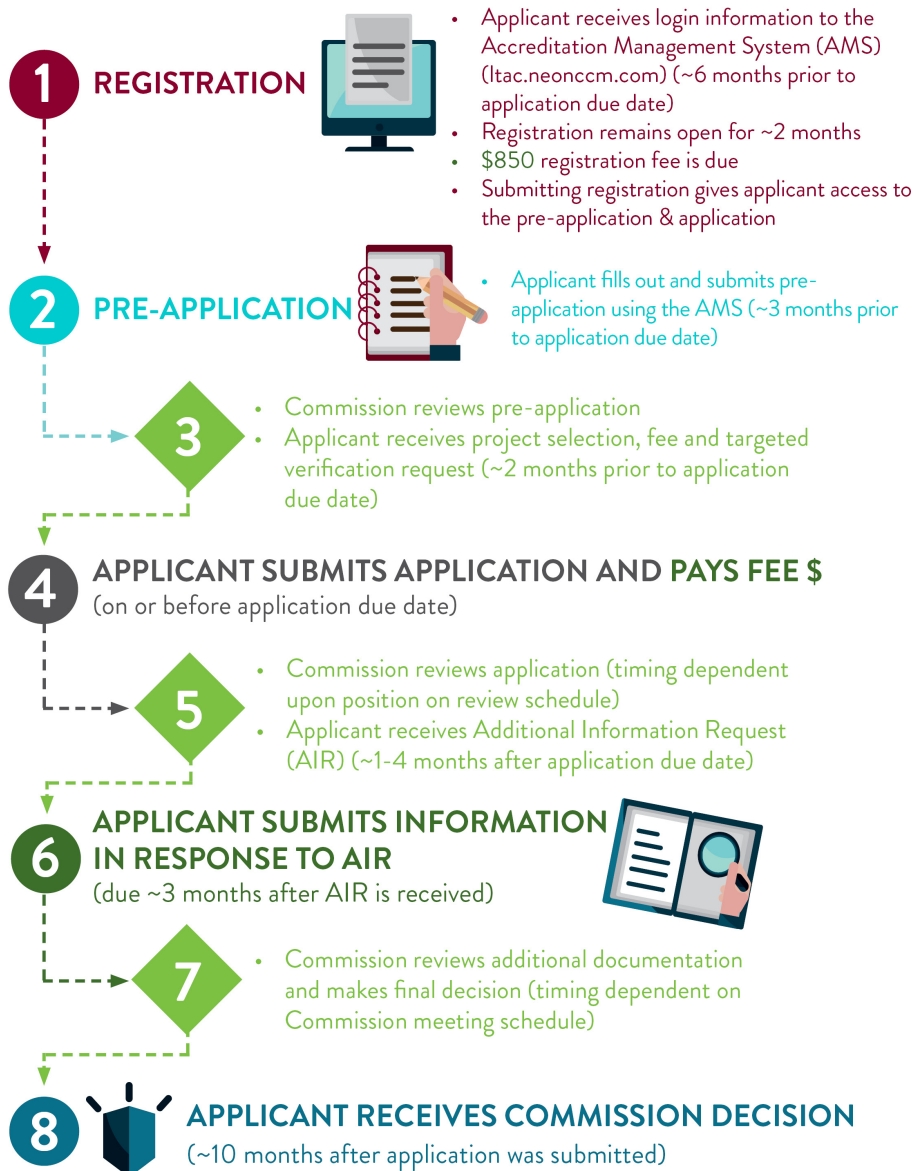 1 REGISTRATION
• Applicant receives login information to the
Accreditation Management System (AMS)
(ltac.neonccm.com) (~6 months prior to
application due date)
• Registration remains open for ~2 months
• $850 registration fee is due
• Submitting registration gives applicant access to
the pre-application & application
2 PRE-APPLICATION
• Applicant fills out and submits pre-
application using the AMS (~3 months prior
to application due date)
3
• Commission reviews pre-application
• Applicant receives project selection, fee and targeted
verification request (~2 months prior to application
due date)
4 APPLICANT SUBMITS APPLICATION AND PAYS FEE $
(on or before application due date)
5
• Commission reviews application (timing dependent
upon position on review schedule)
• Applicant receives Additional Information Request
(AIR) (~1-4 months after application due date)
6 APPLICANT SUBMITS INFORMATION
IN RESPONSE TO AIR
(due ~3 months after AIR is received)
7
• Commission reviews additional documentation
and makes final decision (timing dependent on
Commission meeting schedule)
8 APPLICANT RECEIVES COMMISSION DECISION
(~10 months after application was submitted)